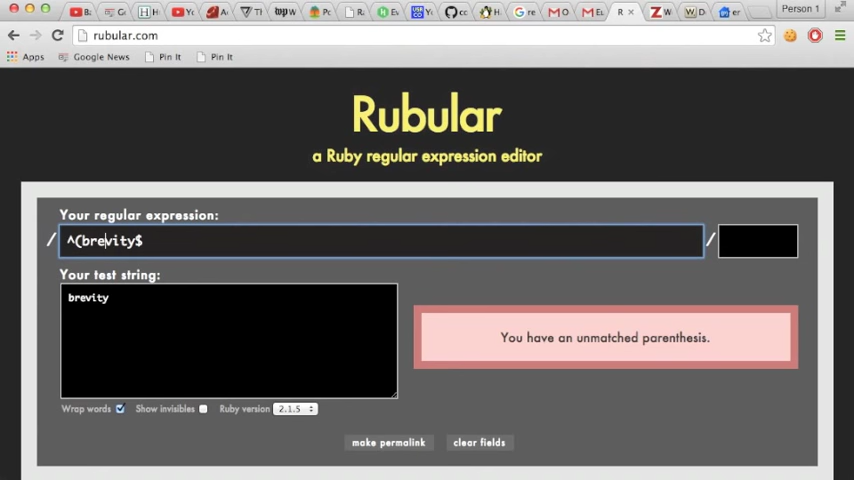 Person 1
rubular.com
Apps Google News Pin It Pin It
Rubular
a Ruby regular expression editor
Your regular expression:
/ ^(brevity$ /
Your test string:
brevity
You have an unmatched parenthesis.
Wrap words Show invisibles Ruby version 2.1.5
make permalink clear fields